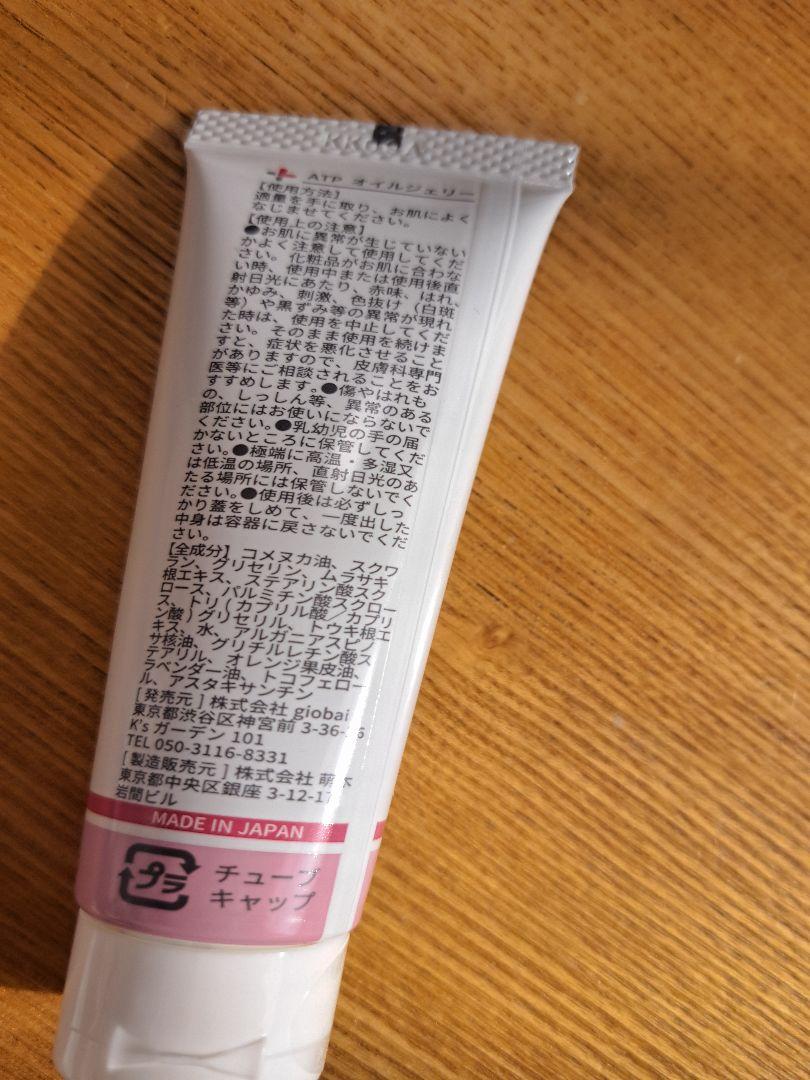 ATP オイルジェリー
【使用方法】
適量を手に取り、お肌によく
なじませてください。
【使用上の注意】
●お肌に異常が生じていない
かよく注意して使用してくだ
さい。化粧品がお肌に合わな
い時、使用中または使用後直
射日光にあたり、赤味、はれ、
かゆみ、刺激、色抜け（白斑
等）や黒ずみ等の異常が現れ
た時は、使用を中止してくだ
さい。そのまま使用を続けま
すと、症状を悪化させること
がありますので、皮膚科専門
医等にご相談されることをお
すすめします。●傷やはれも
の、しっしん等、異常のある
部位にはお使いにならないで
ください。●乳幼児の手の届
かないところに保管してくだ
さい。●極端に高温・多湿又
は低温の場所、直射日光のあ
たる場所には保管しないでく
ださい。●使用後は必ずしっ
かり蓋をしめて、一度出した
中身は容器に戻さないでくだ
さい。
【全成分】コメヌカ油、スクワ
ラン、グリセリン、ムラサキ
根エキス、ステアリン酸スク
ロース、パルミチン酸スクロー
ス、トリ(カプリル酸／カプリ
ン酸)グリセリル、トウキ根エ
キス、水、アルガニアスピノ
サ核油、グリチルレチン酸ス
テアリル、オレンジ果皮油、
ラベンダー油、トコフェロー
ル、アスタキサンチン
[発売元]株式会社 giobai
東京都渋谷区神宮前 3-36-26
K's ガーデン 101
TEL 050-3116-8331
[製造販売元]株式会社 萌木
東京都中央区銀座 3-12-17
岩間ビル
MADE IN JAPAN
プラ チューブ
キャップ